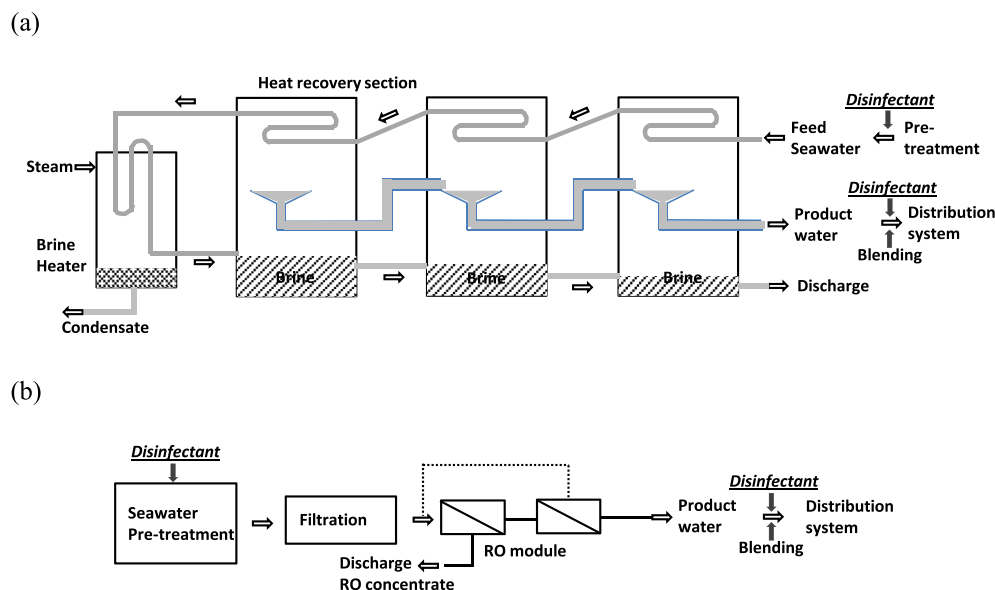 (a)
Heat recovery section
Disinfectant
Feed
Seawater
Pre-
treatment
Steam
Disinfectant
Product
water
Distribution
system
Blending
Brine
Heater
Brine
Brine
Brine
Discharge
Condensate
(b)
Disinfectant
Seawater
Pre-treatment
Filtration
RO module
Discharge
RO concentrate
Product
water
Disinfectant
Distribution
system
Blending